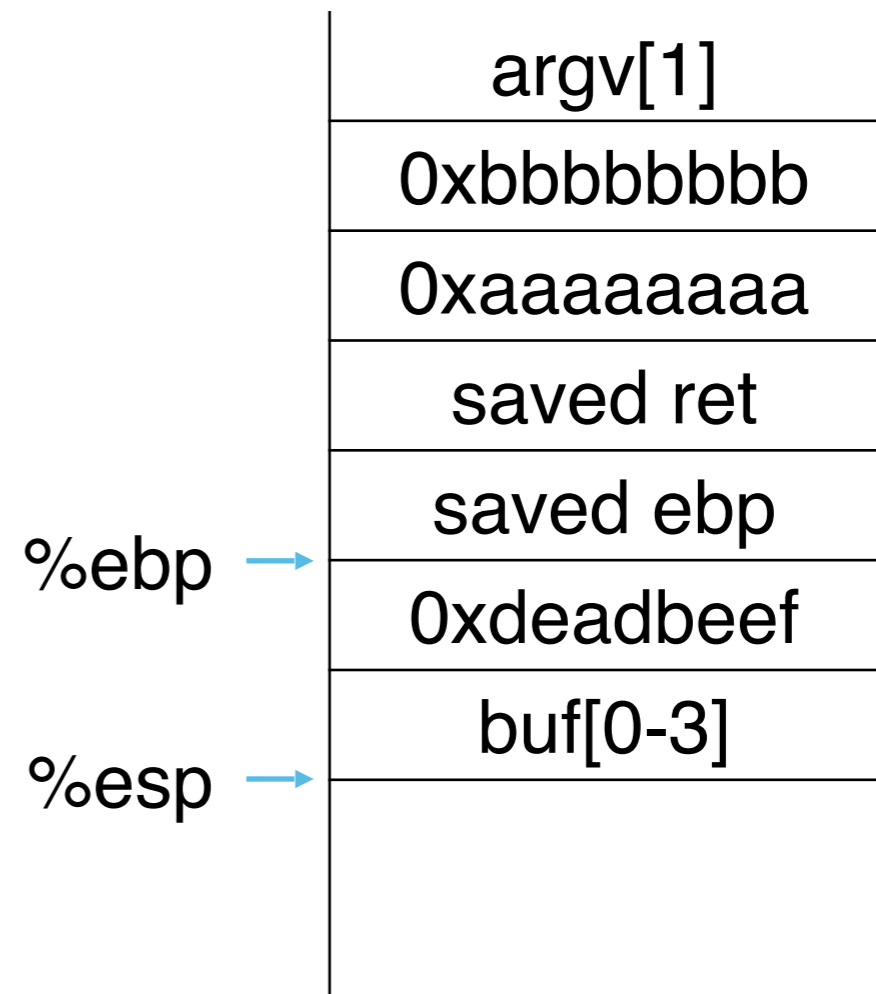 argv[1]
0xbbbbbbbb
0xaaaaaaaa
saved ret
saved ebp
%ebp
0xdeadbeef
buf[0-3]
%esp